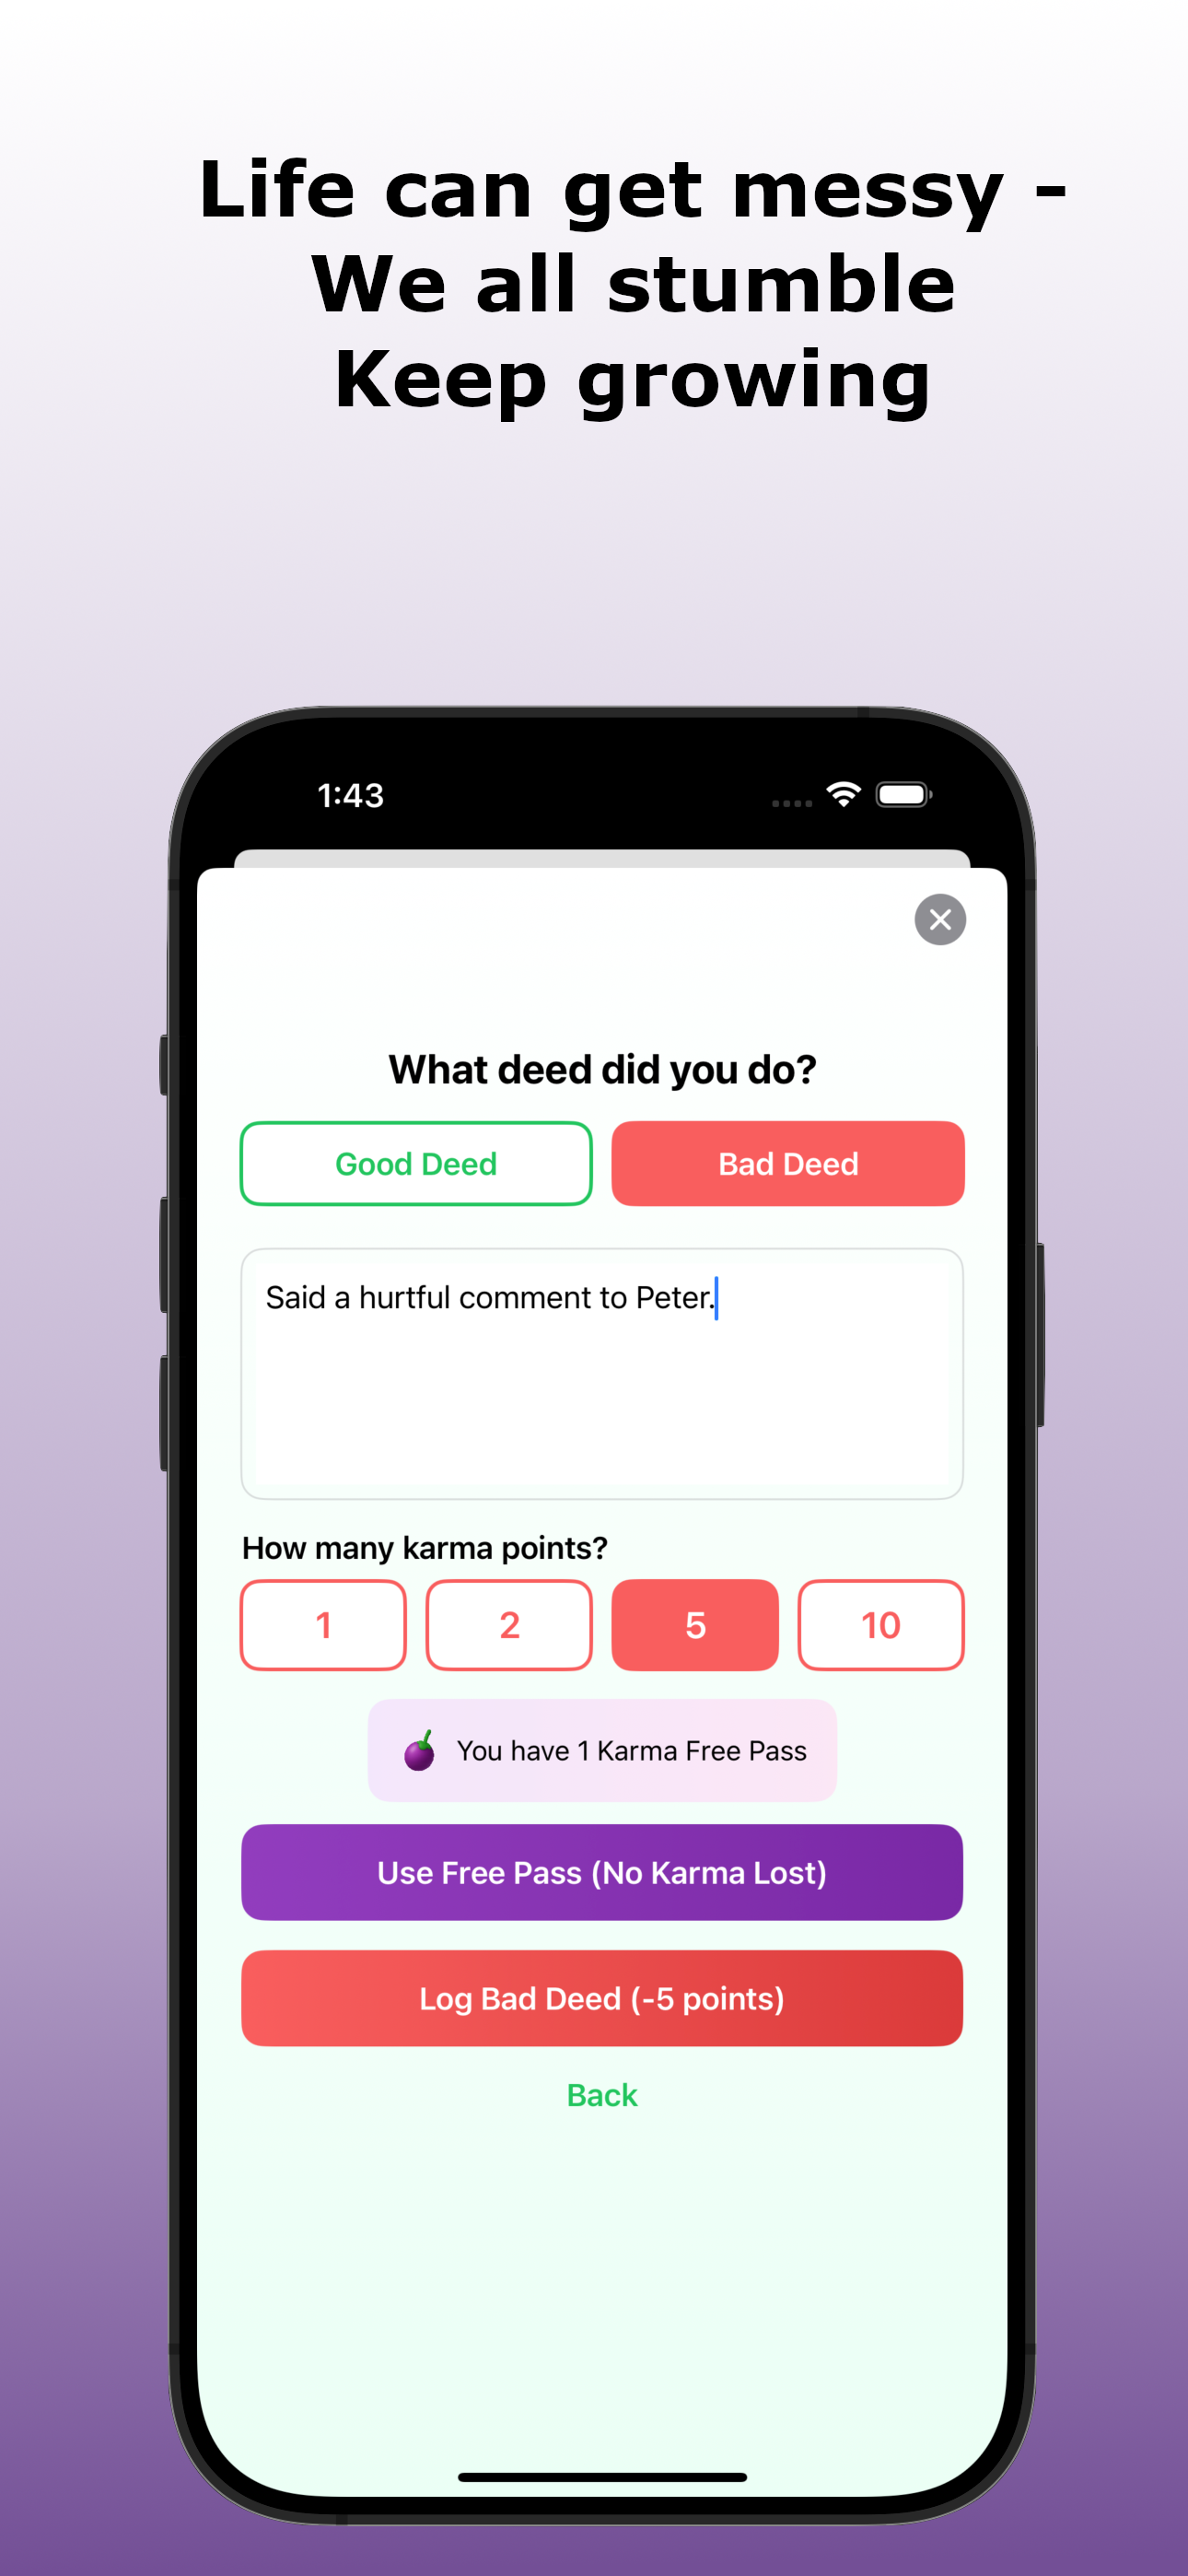 Life can get messy -
We all stumble
Keep growing
1:43
What deed did you do?
Good Deed
Bad Deed
Said a hurtful comment to Peter.
How many karma points?
1
2
5
10
You have 1 Karma Free Pass
Use Free Pass (No Karma Lost)
Log Bad Deed (-5 points)
Back